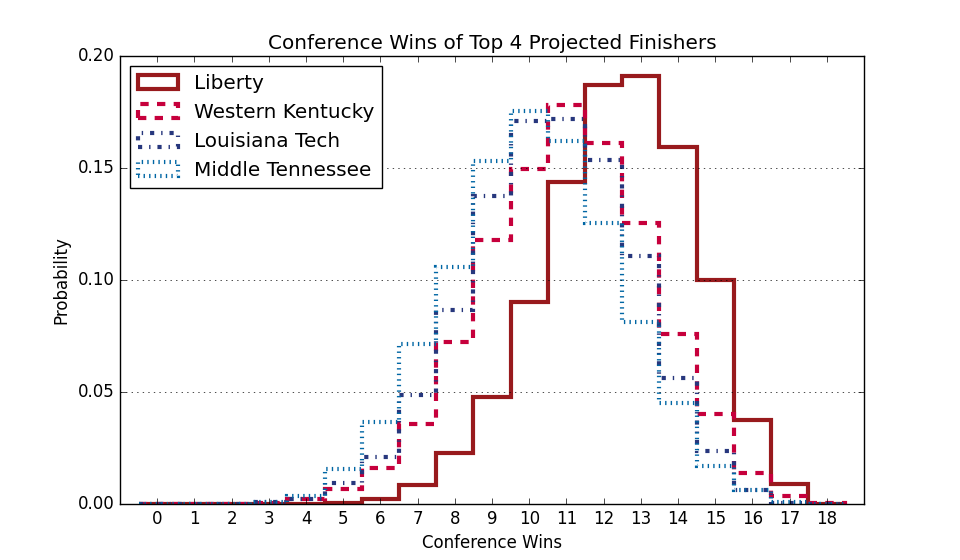 Conference Wins of Top 4 Projected Finishers
0.20
0.15
0.10
0.05
0.00
Probability
Liberty
Western Kentucky
Louisiana Tech
Middle Tennessee
0 1 2 3 4 5 6 7 8 9 10 11 12 13 14 15 16 17 18
Conference Wins